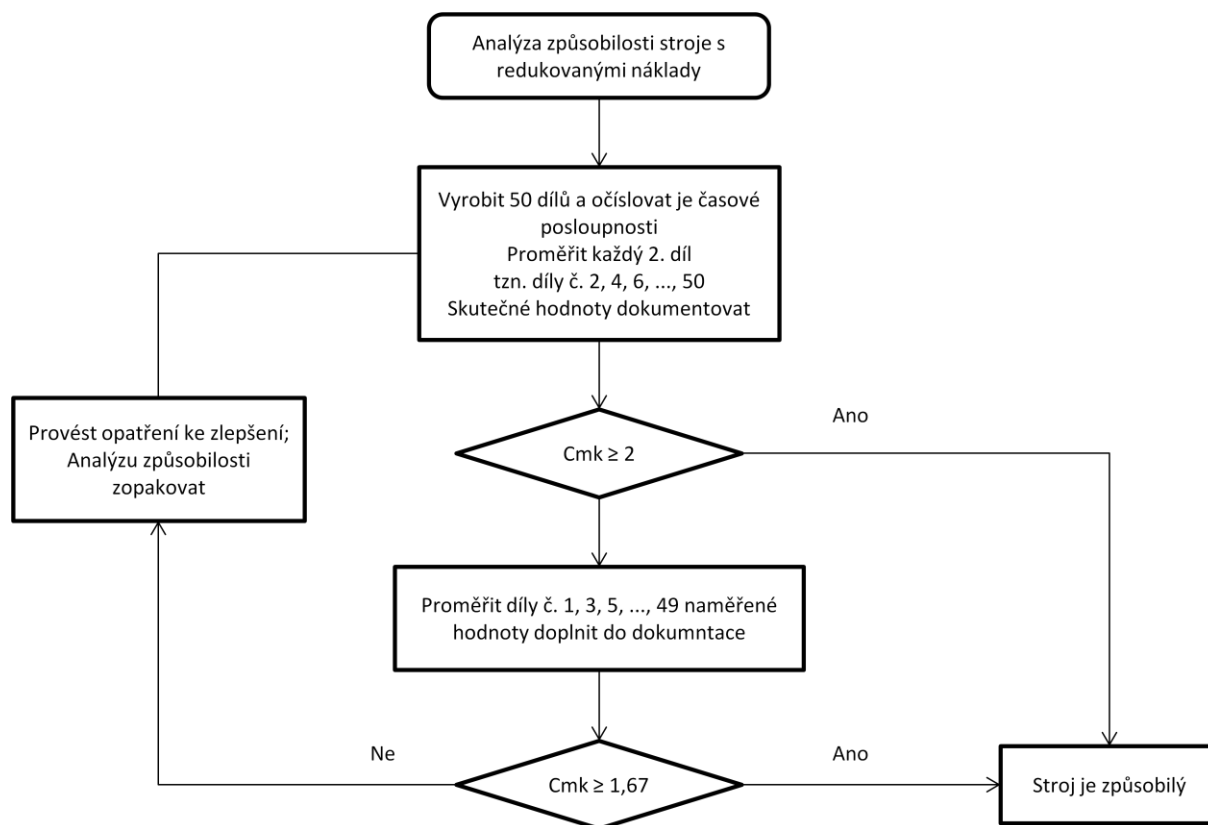 Analýza způsobilosti stroje s
redukovanými náklady
Vyrobit 50 dílů a očíslovat je časové
posloupnosti
Proměřit každý 2. díl
tzn. díly č. 2, 4, 6, ..., 50
Skutečné hodnoty dokumentovat
Provést opatření ke zlepšení;
Analýzu způsobilosti
zopakovat
Ano
Cmk ≥ 2
Proměřit díly č. 1, 3, 5, ..., 49 naměřené
hodnoty doplnit do dokumntace
Ne
Ano
Cmk ≥ 1,67
Stroj je způsobilý